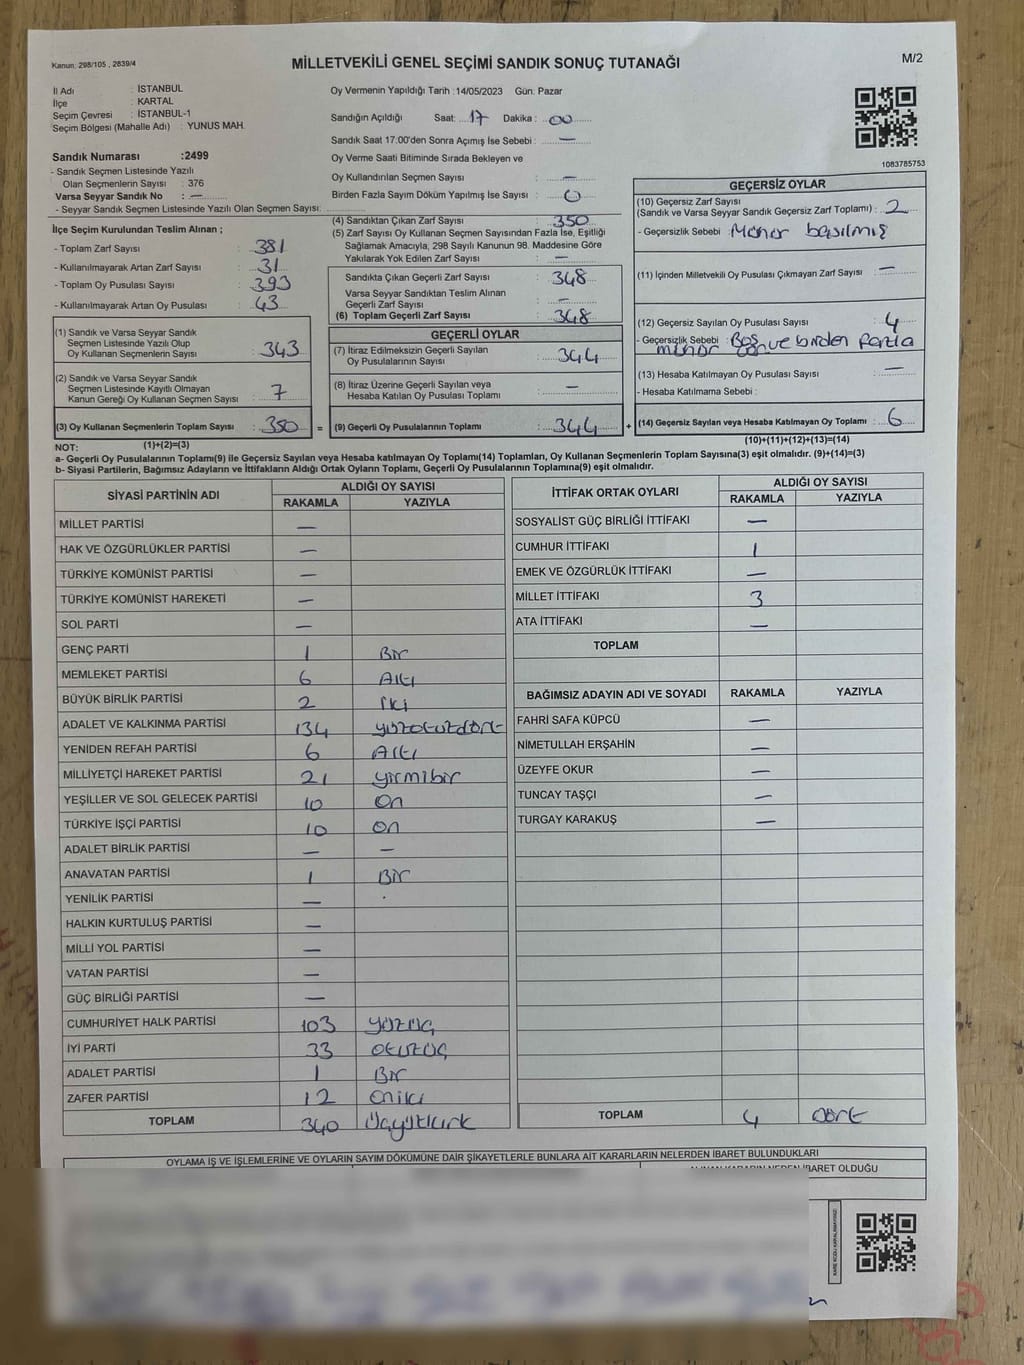 Kanun: 298/105 , 2839/4
MİLLETVEKİLİ GENEL SEÇİMİ SANDIK SONUÇ TUTANAĞI
M/2
İl Adı : İSTANBUL
İlçe : KARTAL
Seçim Çevresi : İSTANBUL-1
Seçim Bölgesi (Mahalle Adı) : YUNUS MAH.
Oy Vermenin Yapıldığı Tarih :14/05/2023 Gün: Pazar
Sandığın Açıldığı Saat: 17 Dakika : 00
Sandık Saat 17:00'den Sonra Açımış İse Sebebi : —
Oy Verme Saati Bitiminde Sırada Bekleyen ve
Oy Kullandırılan Seçmen Sayısı : —
Birden Fazla Sayım Döküm Yapılmış İse Sayısı : 0
1083785753
Sandık Numarası :2499
- Sandık Seçmen Listesinde Yazılı
Olan Seçmenlerin Sayısı : 376
Varsa Seyyar Sandık No : —
- Seyyar Sandık Seçmen Listesinde Yazılı Olan Seçmen Sayısı:
İlçe Seçim Kurulundan Teslim Alınan ;
- Toplam Zarf Sayısı : 381
- Kullanılmayarak Artan Zarf Sayısı : 31
- Toplam Oy Pusulası Sayısı : 393
- Kullanılmayarak Artan Oy Pusulası : 43
(1) Sandık ve Varsa Seyyar Sandık
Seçmen Listesinde Yazılı Olup
Oy Kullanan Seçmenlerin Sayısı : 343
(2) Sandık ve Varsa Seyyar Sandık
Seçmen Listesinde Kayıtlı Olmayan
Kanun Gereği Oy Kullanan Seçmen Sayısı : 7
(3) Oy Kullanan Seçmenlerin Toplam Sayısı : 350 =
(4) Sandıktan Çıkan Zarf Sayısı : 350
(5) Zarf Sayısı Oy Kullanan Seçmen Sayısından Fazla İse, Eşitliği
Sağlamak Amacıyla, 298 Sayılı Kanunun 98. Maddesine Göre
Yakılarak Yok Edilen Zarf Sayısı : —
Sandıkta Çıkan Geçerli Zarf Sayısı : 348
Varsa Seyyar Sandıktan Teslim Alınan
Geçerli Zarf Sayısı : —
(6) Toplam Geçerli Zarf Sayısı : 348
GEÇERLİ OYLAR
(7) İtiraz Edilmeksizin Geçerli Sayılan
Oy Pusulalarının Sayısı : 344
(8) İtiraz Üzerine Geçerli Sayılan veya
Hesaba Katılan Oy Pusulası Toplamı : —
(9) Geçerli Oy Pusulalarının Toplamı : 344 +
GEÇERSİZ OYLAR
(10) Geçersiz Zarf Sayısı
(Sandık ve Varsa Seyyar Sandık Geçersiz Zarf Toplamı) : 2
- Geçersizlik Sebebi : Mühür basılmış
(11) İçinden Milletvekili Oy Pusulası Çıkmayan Zarf Sayısı : —
(12) Geçersiz Sayılan Oy Pusulası Sayısı : 4
- Geçersizlik Sebebi : Boş ve birden fazla
mühür
(13) Hesaba Katılmayan Oy Pusulası Sayısı : —
- Hesaba Katılmama Sebebi :
(14) Geçersiz Sayılan veya Hesaba Katılmayan Oy Toplamı : 6
NOT: (1)+(2)=(3)
(10)+(11)+(12)+(13)=(14)
a- Geçerli Oy Pusulalarının Toplamı(9) ile Geçersiz Sayılan veya Hesaba katılmayan Oy Toplamı(14) Toplamları, Oy Kullanan Seçmenlerin Toplam Sayısına(3) eşit olmalıdır. (9)+(14)=(3)
b- Siyasi Partilerin, Bağımsız Adayların ve İttifakların Aldığı Ortak Oyların Toplamı, Geçerli Oy Pusulalarının Toplamına(9) eşit olmalıdır.
SİYASİ PARTİNİN ADI ALDIĞI OY SAYISI
RAKAMLA YAZIYLA
MİLLET PARTİSİ —
HAK VE ÖZGÜRLÜKLER PARTİSİ —
TÜRKİYE KOMÜNİST PARTİSİ —
TÜRKİYE KOMÜNİST HAREKETİ —
SOL PARTİ —
GENÇ PARTİ 1 Bir
MEMLEKET PARTİSİ 6 Altı
BÜYÜK BİRLİK PARTİSİ 2 İki
ADALET VE KALKINMA PARTİSİ 134 yüzotuzdört
YENİDEN REFAH PARTİSİ 6 Altı
MİLLİYETÇİ HAREKET PARTİSİ 21 yirmibir
YEŞİLLER VE SOL GELECEK PARTİSİ 10 On
TÜRKİYE İŞÇİ PARTİSİ 10 On
ADALET BİRLİK PARTİSİ — —
ANAVATAN PARTİSİ 1 Bir
YENİLİK PARTİSİ —
HALKIN KURTULUŞ PARTİSİ —
MİLLİ YOL PARTİSİ —
VATAN PARTİSİ —
GÜÇ BİRLİĞİ PARTİSİ —
CUMHURİYET HALK PARTİSİ 103 yüzüç
İYİ PARTİ 33 otuzüç
ADALET PARTİSİ 1 Bir
ZAFER PARTİSİ 12 Oniki
TOPLAM 340 Üçyüzkırk
İTTİFAK ORTAK OYLARI ALDIĞI OY SAYISI
RAKAMLA YAZIYLA
SOSYALİST GÜÇ BİRLİĞİ İTTİFAKI —
CUMHUR İTTİFAKI 1
EMEK VE ÖZGÜRLÜK İTTİFAKI —
MİLLET İTTİFAKI 3
ATA İTTİFAKI —
TOPLAM
BAĞIMSIZ ADAYIN ADI VE SOYADI RAKAMLA YAZIYLA
FAHRİ SAFA KÜPCÜ —
NİMETULLAH ERŞAHİN —
ÜZEYFE OKUR —
TUNCAY TAŞÇI —
TURGAY KARAKUŞ —
TOPLAM 4 Dört
OYLAMA İŞ VE İŞLEMLERİNE VE OYLARIN SAYIM DÖKÜMÜNE DAİR ŞİKAYETLERLE BUNLARA AİT KARARLARIN NELERDEN İBARET BULUNDUKLARI
ALINAN KARARIN NEDEN İBARET OLDUĞU